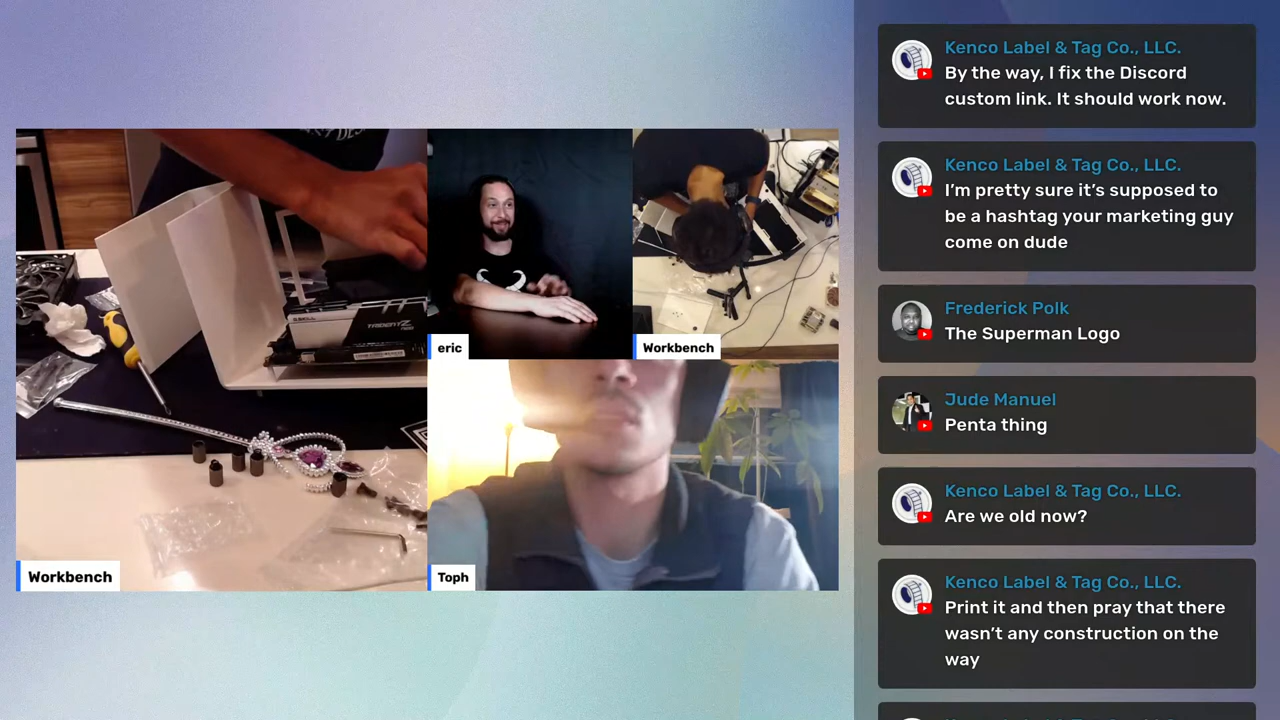 G.SKILL
TRIDENT Z
neo
Workbench
eric
Workbench
Toph
Kenco Label & Tag Co., LLC.
By the way, I fix the Discord
custom link. It should work now.
Kenco Label & Tag Co., LLC.
I’m pretty sure it’s supposed to
be a hashtag your marketing guy
come on dude
Frederick Polk
The Superman Logo
Jude Manuel
Penta thing
Kenco Label & Tag Co., LLC.
Are we old now?
Kenco Label & Tag Co., LLC.
Print it and then pray that there
wasn’t any construction on the
way